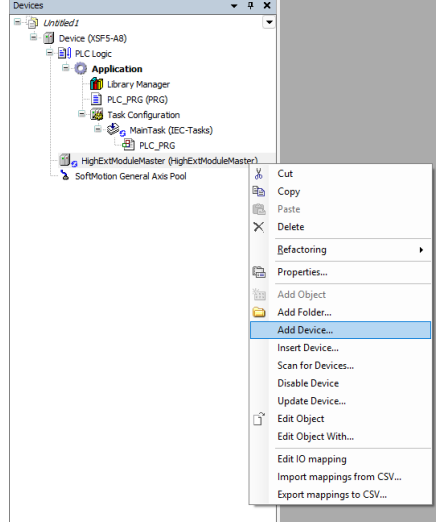 Devices
Untitled1
Device (XSF5-A8)
PLC Logic
Application
Library Manager
PLC_PRG (PRG)
Task Configuration
MainTask (IEC-Tasks)
PLC_PRG
HighExtModuleMaster (HighExtModuleMaster)
SoftMotion General Axis Pool
Cut
Copy
Paste
Delete
Refactoring
Properties...
Add Object
Add Folder...
Add Device...
Insert Device...
Scan for Devices...
Disable Device
Update Device...
Edit Object
Edit Object With...
Edit IO mapping
Import mappings from CSV...
Export mappings to CSV...